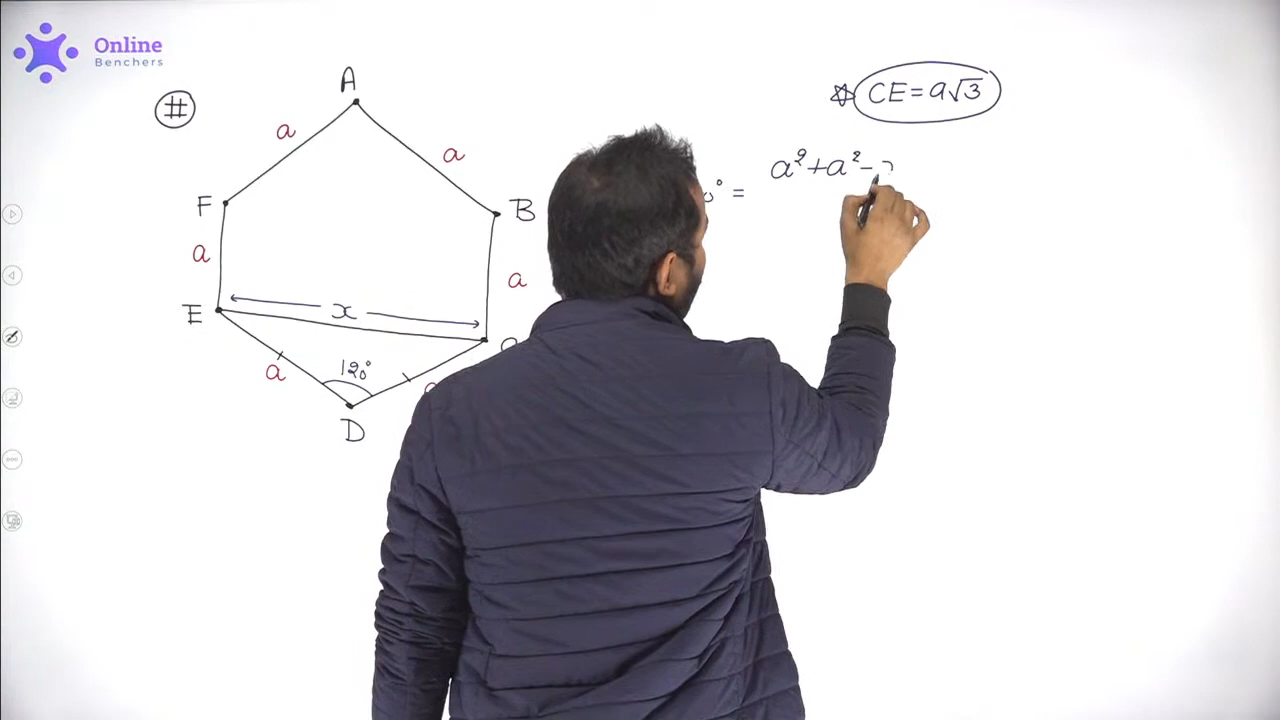 Online
Benchers
#
A
☆ CE = a√3
a
a
a² + a² -
° =
F
B
a
a
x
E
120°
a
D